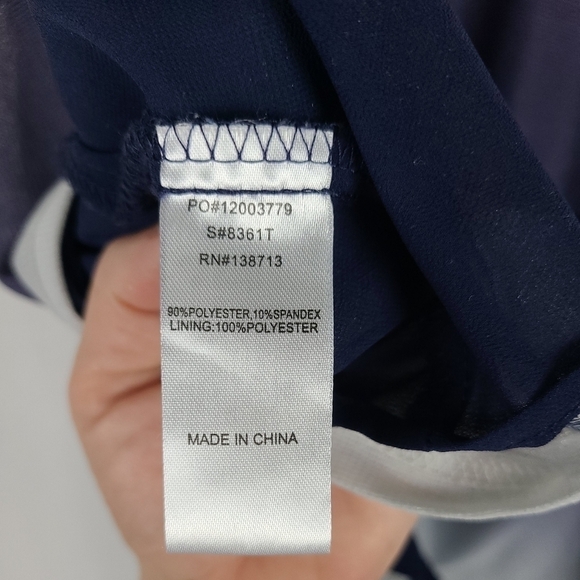 PO#12003779
S#8361T
RN#138713
90%POLYESTER,10%SPANDEX
LINING:100%POLYESTER
MADE IN CHINA